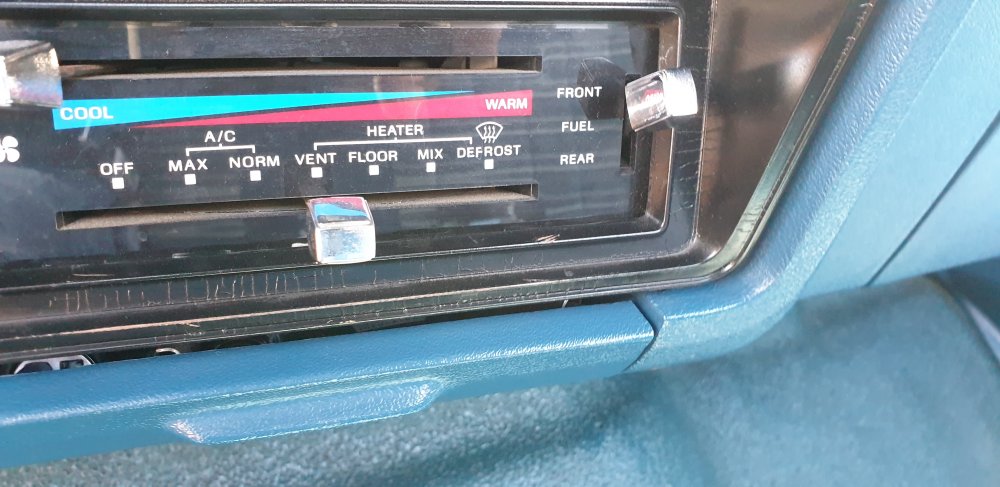 COOL
WARM
A/C
HEATER
OFF
MAX
NORM
VENT
FLOOR
MIX
DEFROST
FRONT
FUEL
REAR